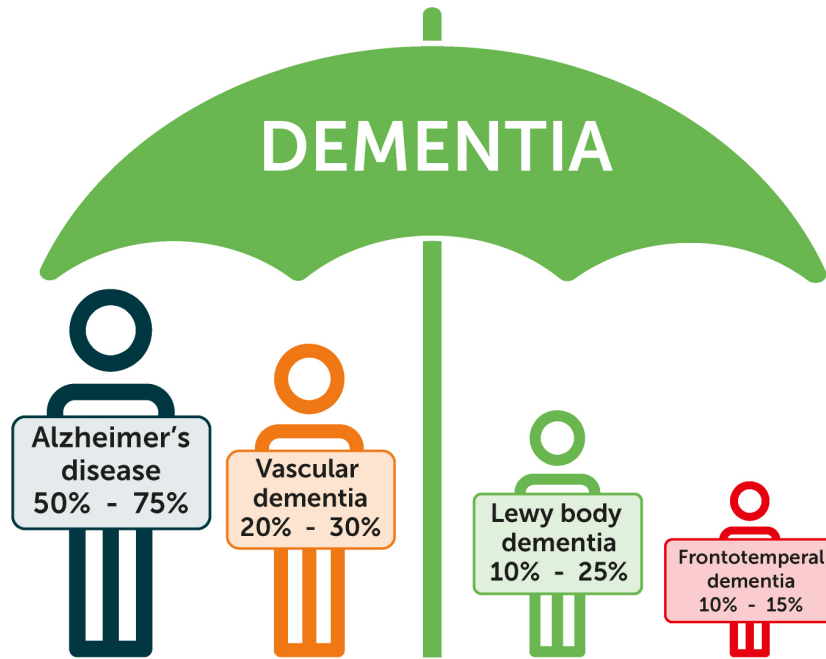 DEMENTIA
Alzheimer's
disease
50% - 75%
Vascular
dementia
20% - 30%
Lewy body
dementia
10% - 25%
Frontotemperal
dementia
10% - 15%